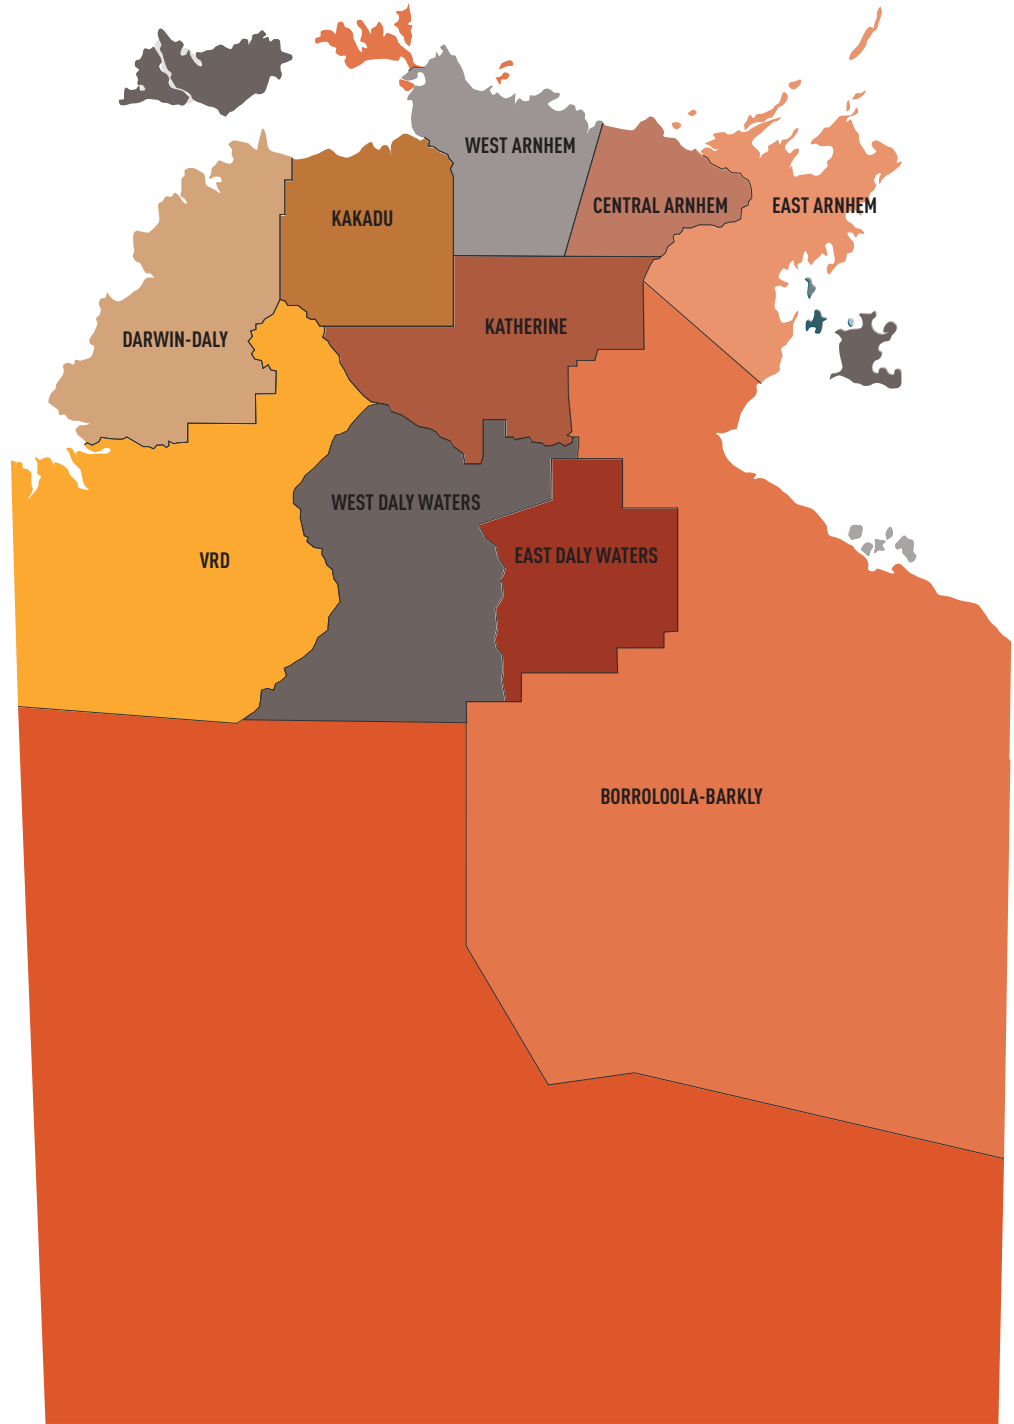 WEST ARNHEM
CENTRAL ARNHEM
EAST ARNHEM
KAKADU
KATHERINE
DARWIN-DALY
WEST DALY WATERS
EAST DALY WATERS
VRD
BORROLOOLA-BARKLY